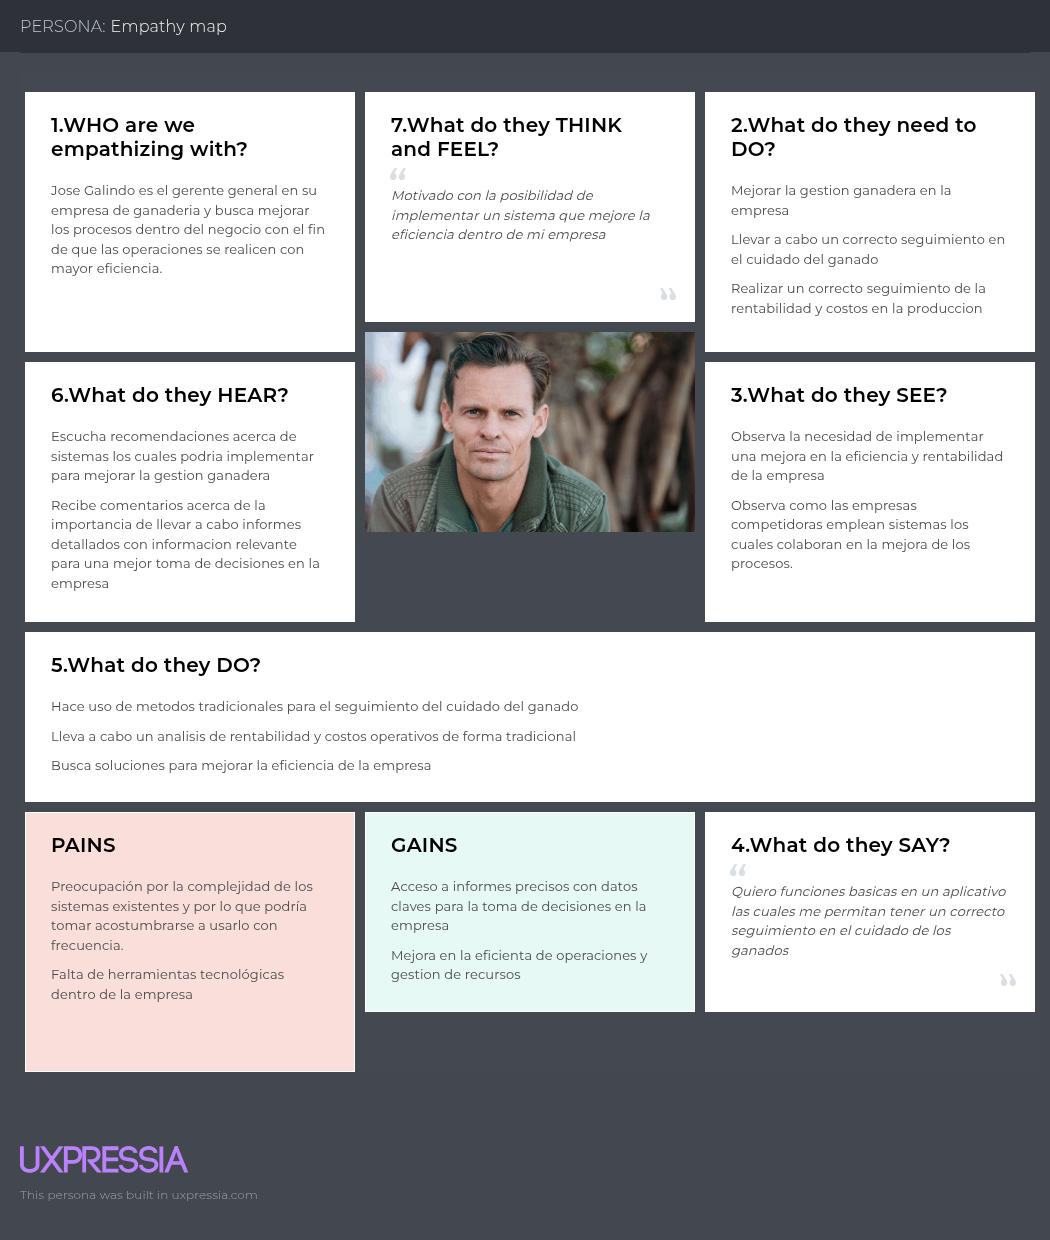 PERSONA: Empathy map
1.WHO are we
empathizing with?
Jose Galindo es el gerente general en su
empresa de ganaderia y busca mejorar
los procesos dentro del negocio con el fin
de que las operaciones se realicen con
mayor eficiencia.
7.What do they THINK
and FEEL?
“
Motivado con la posibilidad de
implementar un sistema que mejore la
eficiencia dentro de mi empresa
”
2.What do they need to
DO?
Mejorar la gestion ganadera en la
empresa
Llevar a cabo un correcto seguimiento en
el cuidado del ganado
Realizar un correcto seguimiento de la
rentabilidad y costos en la produccion
6.What do they HEAR?
Escucha recomendaciones acerca de
sistemas los cuales podria implementar
para mejorar la gestion ganadera
Recibe comentarios acerca de la
importancia de llevar a cabo informes
detallados con informacion relevante
para una mejor toma de decisiones en la
empresa
3.What do they SEE?
Observa la necesidad de implementar
una mejora en la eficiencia y rentabilidad
de la empresa
Observa como las empresas
competidoras emplean sistemas los
cuales colaboran en la mejora de los
procesos.
5.What do they DO?
Hace uso de metodos tradicionales para el seguimiento del cuidado del ganado
Lleva a cabo un analisis de rentabilidad y costos operativos de forma tradicional
Busca soluciones para mejorar la eficiencia de la empresa
PAINS
Preocupación por la complejidad de los
sistemas existentes y por lo que podría
tomar acostumbrarse a usarlo con
frecuencia.
Falta de herramientas tecnológicas
dentro de la empresa
GAINS
Acceso a informes precisos con datos
claves para la toma de decisiones en la
empresa
Mejora en la eficienta de operaciones y
gestion de recursos
4.What do they SAY?
“
Quiero funciones basicas en un aplicativo
las cuales me permitan tener un correcto
seguimiento en el cuidado de los
ganados
”
UXPRESSIA
This persona was built in uxpressia.com